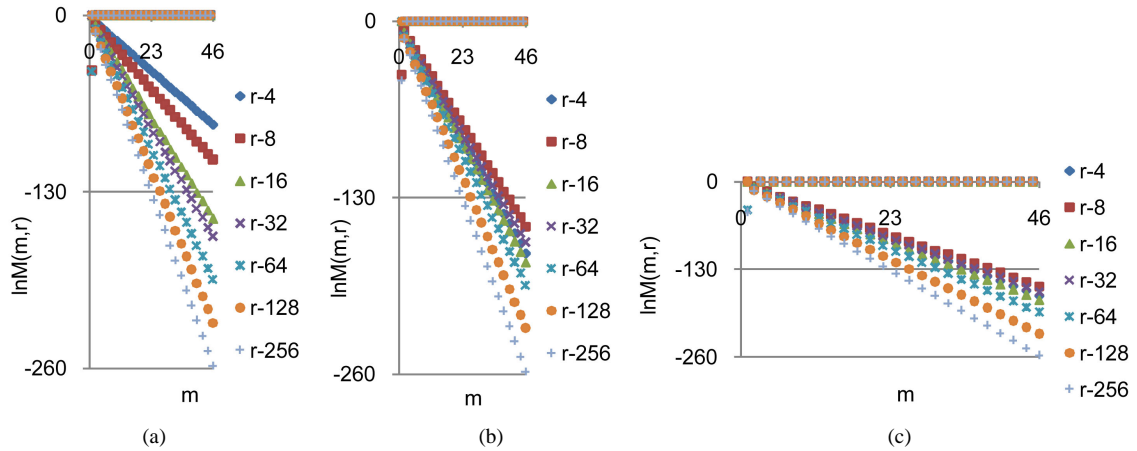 0
0 23 46
-130
-260
lnM(m,r)
m
r-4
r-8
r-16
r-32
r-64
r-128
r-256
(a)
0
0 23 46
-130
-260
lnM(m,r)
m
r-4
r-8
r-16
r-32
r-64
r-128
r-256
(b)
0
0 23 46
-130
-260
lnM(m,r)
m
r-4
r-8
r-16
r-32
r-64
r-128
r-256
(c)